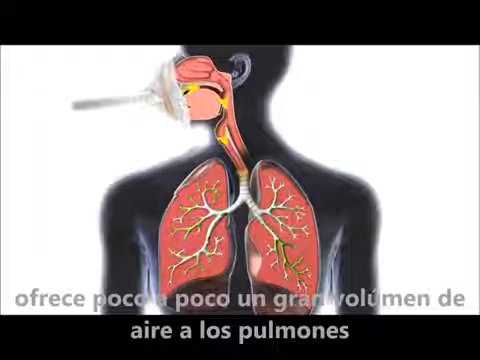 ofrece poco a poco un gran volúmen de
aire a los pulmones